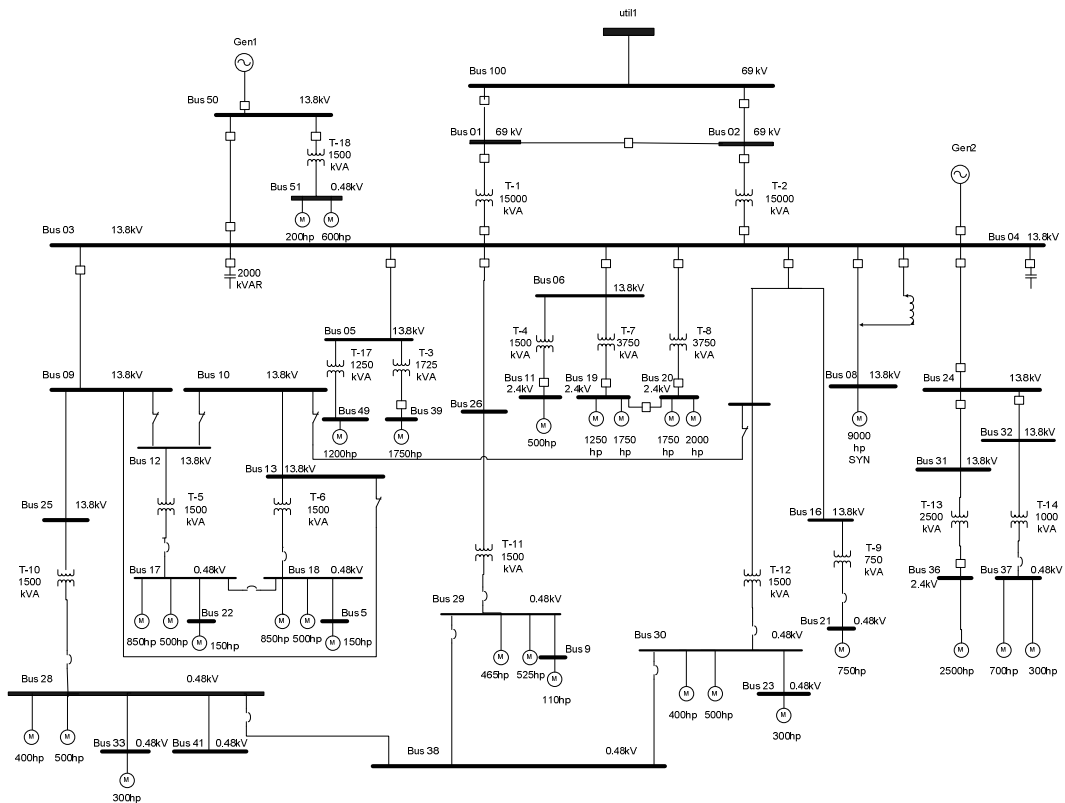 util1
Gen1
Bus 100 69 kV
Bus 50 13.8kV
Bus 01 69 kV
Bus 02 69 kV
T-18
1500
kVA
Gen2
Bus 51 0.48kV
T-1
15000
kVA
T-2
15000
kVA
M
M
200hp 600hp
Bus 03 13.8kV
Bus 04 13.8kV
2000
kVAR
Bus 06
13.8kV
Bus 05
13.8kV
T-4
1500
kVA
T-7
3750
kVA
T-8
3750
kVA
T-17
1250
kVA
T-3
1725
kVA
Bus 09 13.8kV
Bus 10 13.8kV
Bus 11
2.4kV
Bus 19
2.4kV
Bus 20
2.4kV
Bus 08 13.8kV
Bus 24
13.8kV
Bus 49
Bus 39
Bus 26
M
M
M
M
M
M
M
M
1200hp
1750hp
500hp
1250
hp
1750
hp
1750
hp
2000
hp
9000
hp
SYN
Bus 32
13.8kV
Bus 12
13.8kV
Bus 13 13.8kV
Bus 31
13.8kV
T-5
1500
kVA
T-6
1500
kVA
Bus 25 13.8kV
Bus 16 13.8kV
T-13
2500
kVA
T-14
1000
kVA
T-11
1500
kVA
T-9
750
kVA
T-10
1500
kVA
T-12
1500
kVA
Bus 17 0.48kV
Bus 18 0.48kV
Bus 36
2.4kV
Bus 37 0.48kV
Bus 22
Bus 5
Bus 29 0.48kV
Bus 21 0.48kV
M
M
M
M
M
M
850hp 500hp
150hp
850hp 500hp
150hp
Bus 30
0.48kV
M
M
M
M
M
M
Bus 9
465hp 525hp
M
110hp
750hp
2500hp
700hp 300hp
Bus 28 0.48kV
M
M
400hp 500hp
Bus 23 0.48kV
M
300hp
M
M
400hp 500hp
Bus 33 0.48kV
Bus 41 0.48kV
Bus 38 0.48kV
M
300hp